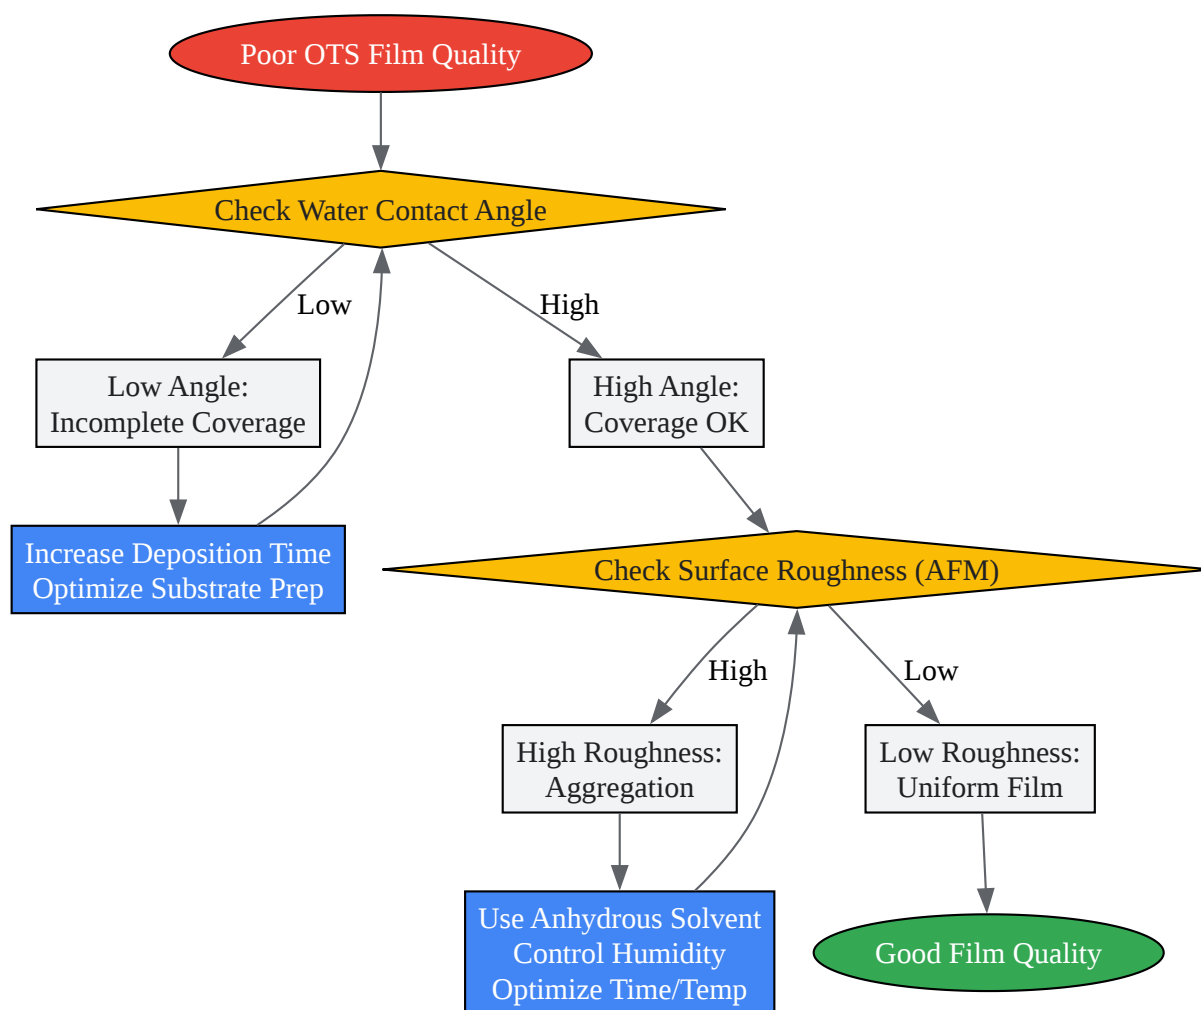 Poor OTS Film Quality
Check Water Contact Angle
Low
High
Low Angle:
Incomplete Coverage
High Angle:
Coverage OK
Increase Deposition Time
Optimize Substrate Prep
Check Surface Roughness (AFM)
High
Low
High Roughness:
Aggregation
Low Roughness:
Uniform Film
Use Anhydrous Solvent
Control Humidity
Optimize Time/Temp
Good Film Quality